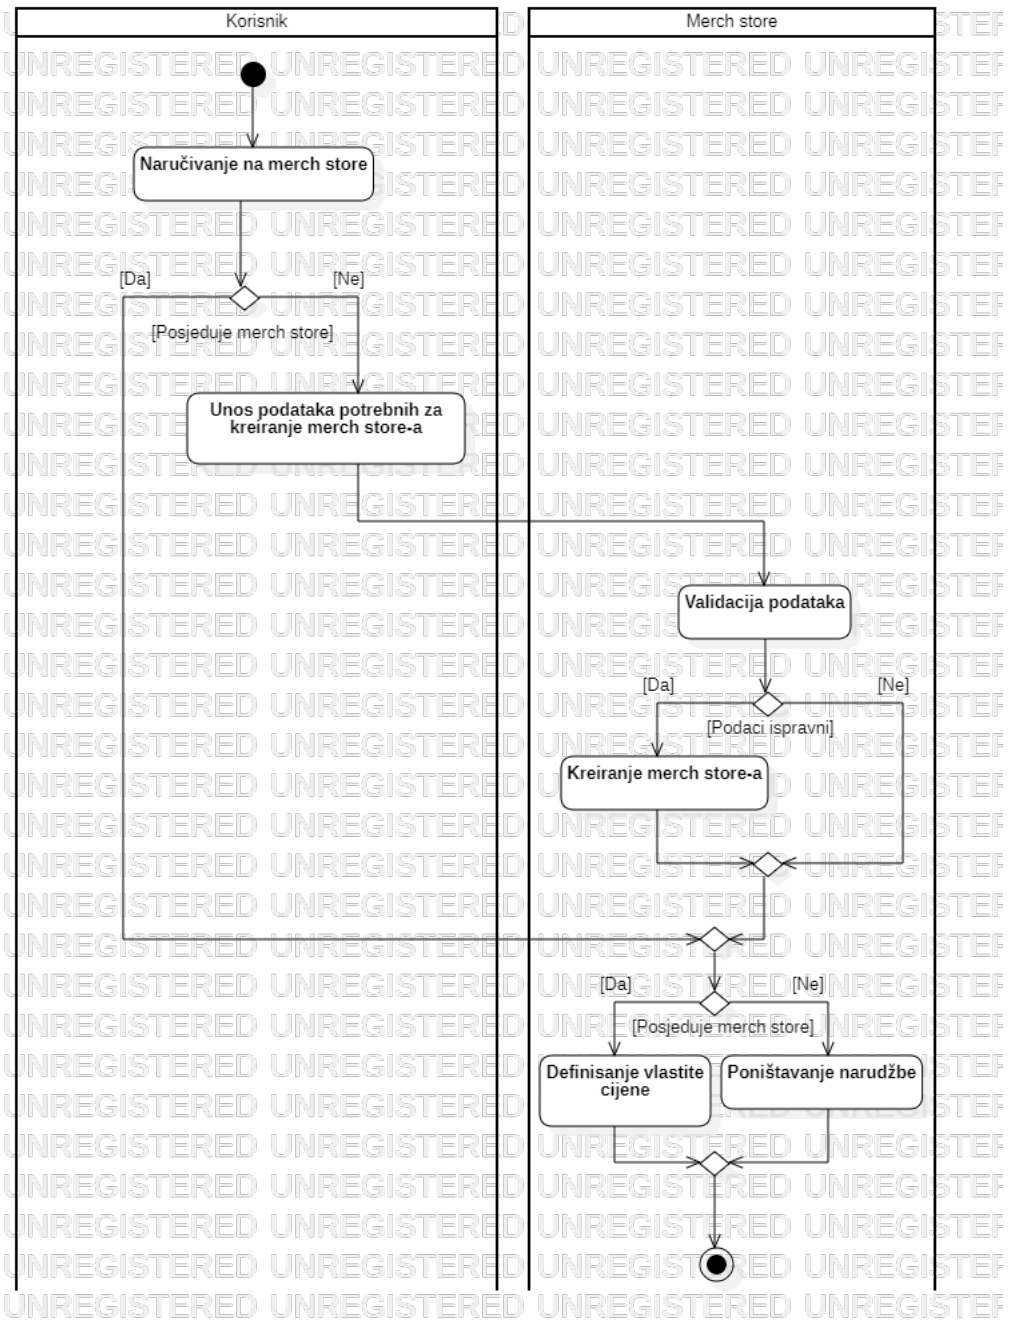 Korisnik
Merch store
Naručivanje na merch store
[Da]
[Ne]
[Posjeduje merch store]
Unos podataka potrebnih za
kreiranje merch store-a
Validacija podataka
[Da]
[Ne]
[Podaci ispravni]
Kreiranje merch store-a
[Da]
[Ne]
[Posjeduje merch store]
Definisanje vlastite
cijene
Poništavanje narudžbe
UNREGISTERED